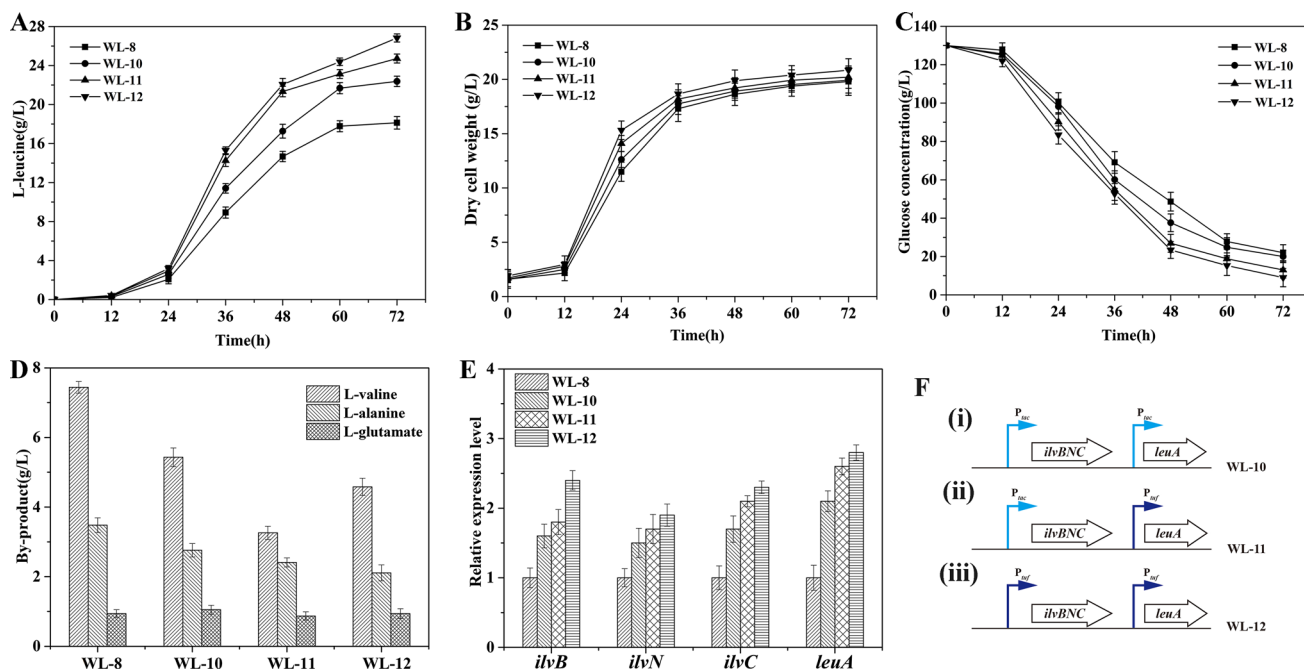 A
28
24
20
16
12
8
4
0
L-leucine(g/L)
WL-8
WL-10
WL-11
WL-12
0 12 24 36 48 60 72
Time(h)
B
25
20
15
10
5
0
Dry cell weight (g/L)
WL-8
WL-10
WL-11
WL-12
0 12 24 36 48 60 72
Time(h)
C
140
120
100
80
60
40
20
0
Glucose concentration(g/L)
WL-8
WL-10
WL-11
WL-12
0 12 24 36 48 60 72
Time(h)
D
8
6
4
2
0
By-product(g/L)
L-valine
L-alanine
L-glutamate
WL-8 WL-10 WL-11 WL-12
E
4
3
2
1
0
Relative expression level
WL-8
WL-10
WL-11
WL-12
ilvB ilvN ilvC leuA
F
(i)
Ptac Ptac
ilvBNC leuA
WL-10
(ii)
Ptac Ptuf
ilvBNC leuA
WL-11
(iii)
Ptuf Ptuf
ilvBNC leuA
WL-12